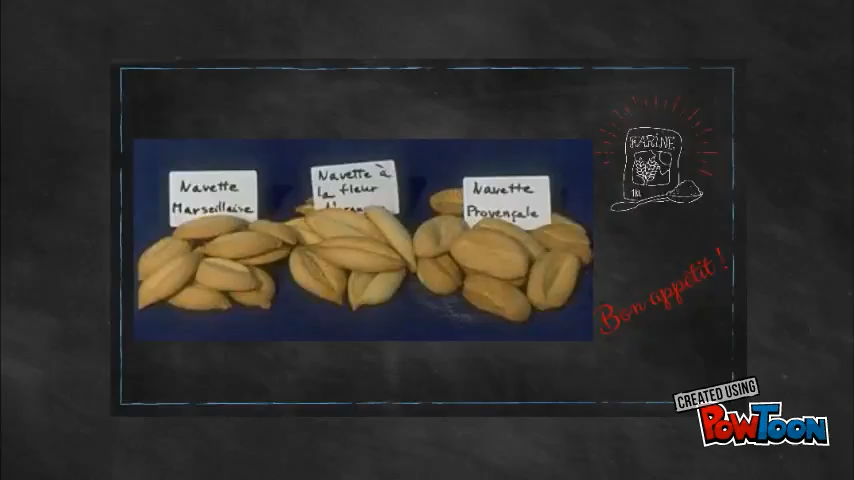 Navette
Marseillaise
Navette à
la fleur
Navette
Provençale
FARINE
Bon appétit !
CREATED USING
POWTOON